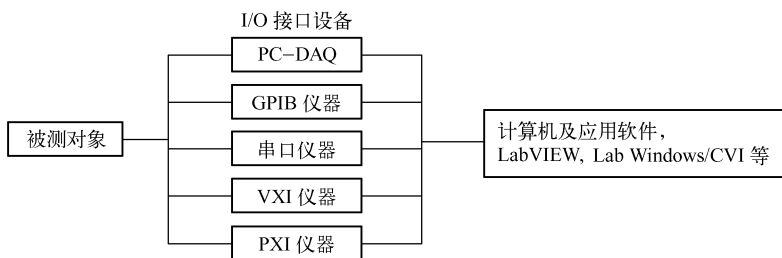 I/O 接口设备
PC-DAQ
GPIB 仪器
被测对象
串口仪器
VXI 仪器
PXI 仪器
计算机及应用软件,
LabVIEW, Lab Windows/CVI 等